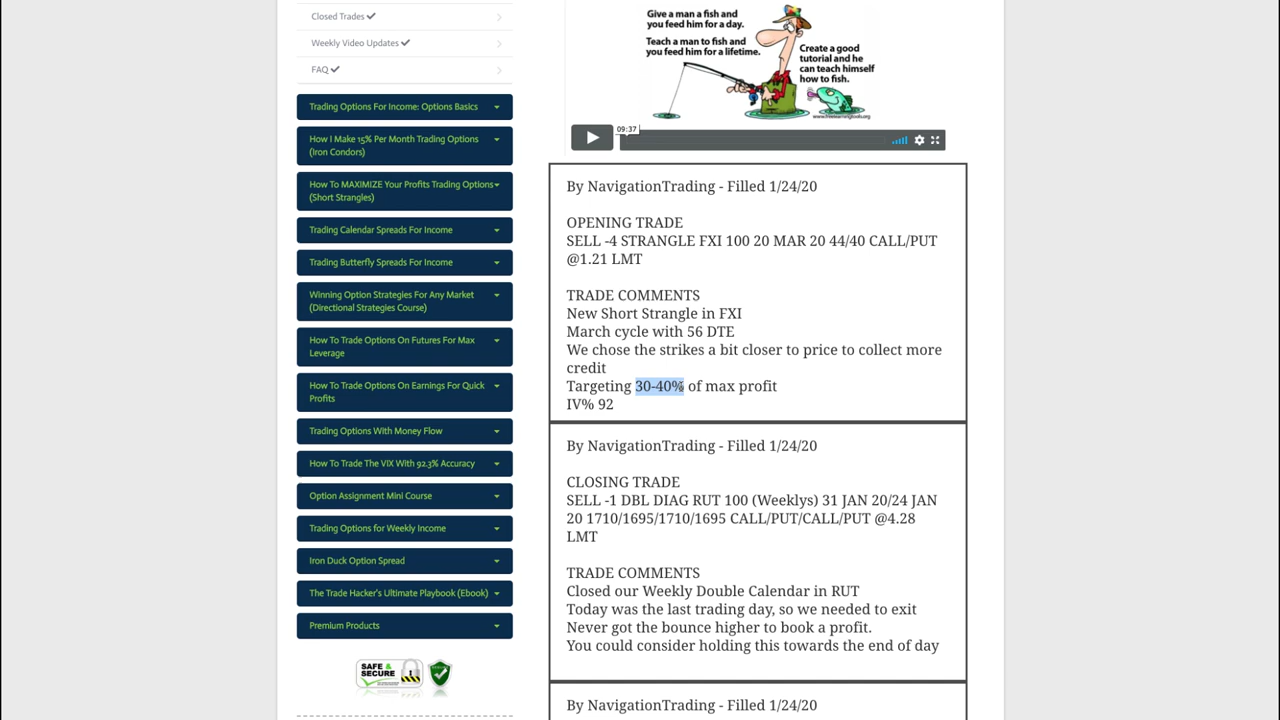 Closed Trades
Weekly Video Updates
FAQ
Trading Options For Income: Options Basics
How I Make 15% Per Month Trading Options
(Iron Condors)
How To MAXIMIZE Your Profits Trading Options
(Short Strangles)
Trading Calendar Spreads For Income
Trading Butterfly Spreads For Income
Winning Option Strategies For Any Market
(Directional Strategies Course)
How To Trade Options On Futures For Max
Leverage
How To Trade Options On Earnings For Quick
Profits
Trading Options With Money Flow
How To Trade The VIX With 92.3% Accuracy
Option Assignment Mini Course
Trading Options for Weekly Income
Iron Duck Option Spread
The Trade Hacker's Ultimate Playbook (Ebook)
Premium Products
SAFE &
SECURE
Give a man a fish and
you feed him for a day.
Teach a man to fish and
you feed him for a lifetime.
Create a good
tutorial and he
can teach himself
how to fish.
09:37
By NavigationTrading - Filled 1/24/20
OPENING TRADE
SELL -4 STRANGLE FXI 100 20 MAR 20 44/40 CALL/PUT
@1.21 LMT
TRADE COMMENTS
New Short Strangle in FXI
March cycle with 56 DTE
We chose the strikes a bit closer to price to collect more
credit
Targeting 30-40% of max profit
IV% 92
By NavigationTrading - Filled 1/24/20
CLOSING TRADE
SELL -1 DBL DIAG RUT 100 (Weeklys) 31 JAN 20/24 JAN
20 1710/1695/1710/1695 CALL/PUT/CALL/PUT @4.28
LMT
TRADE COMMENTS
Closed our Weekly Double Calendar in RUT
Today was the last trading day, so we needed to exit
Never got the bounce higher to book a profit.
You could consider holding this towards the end of day
By NavigationTrading - Filled 1/24/20